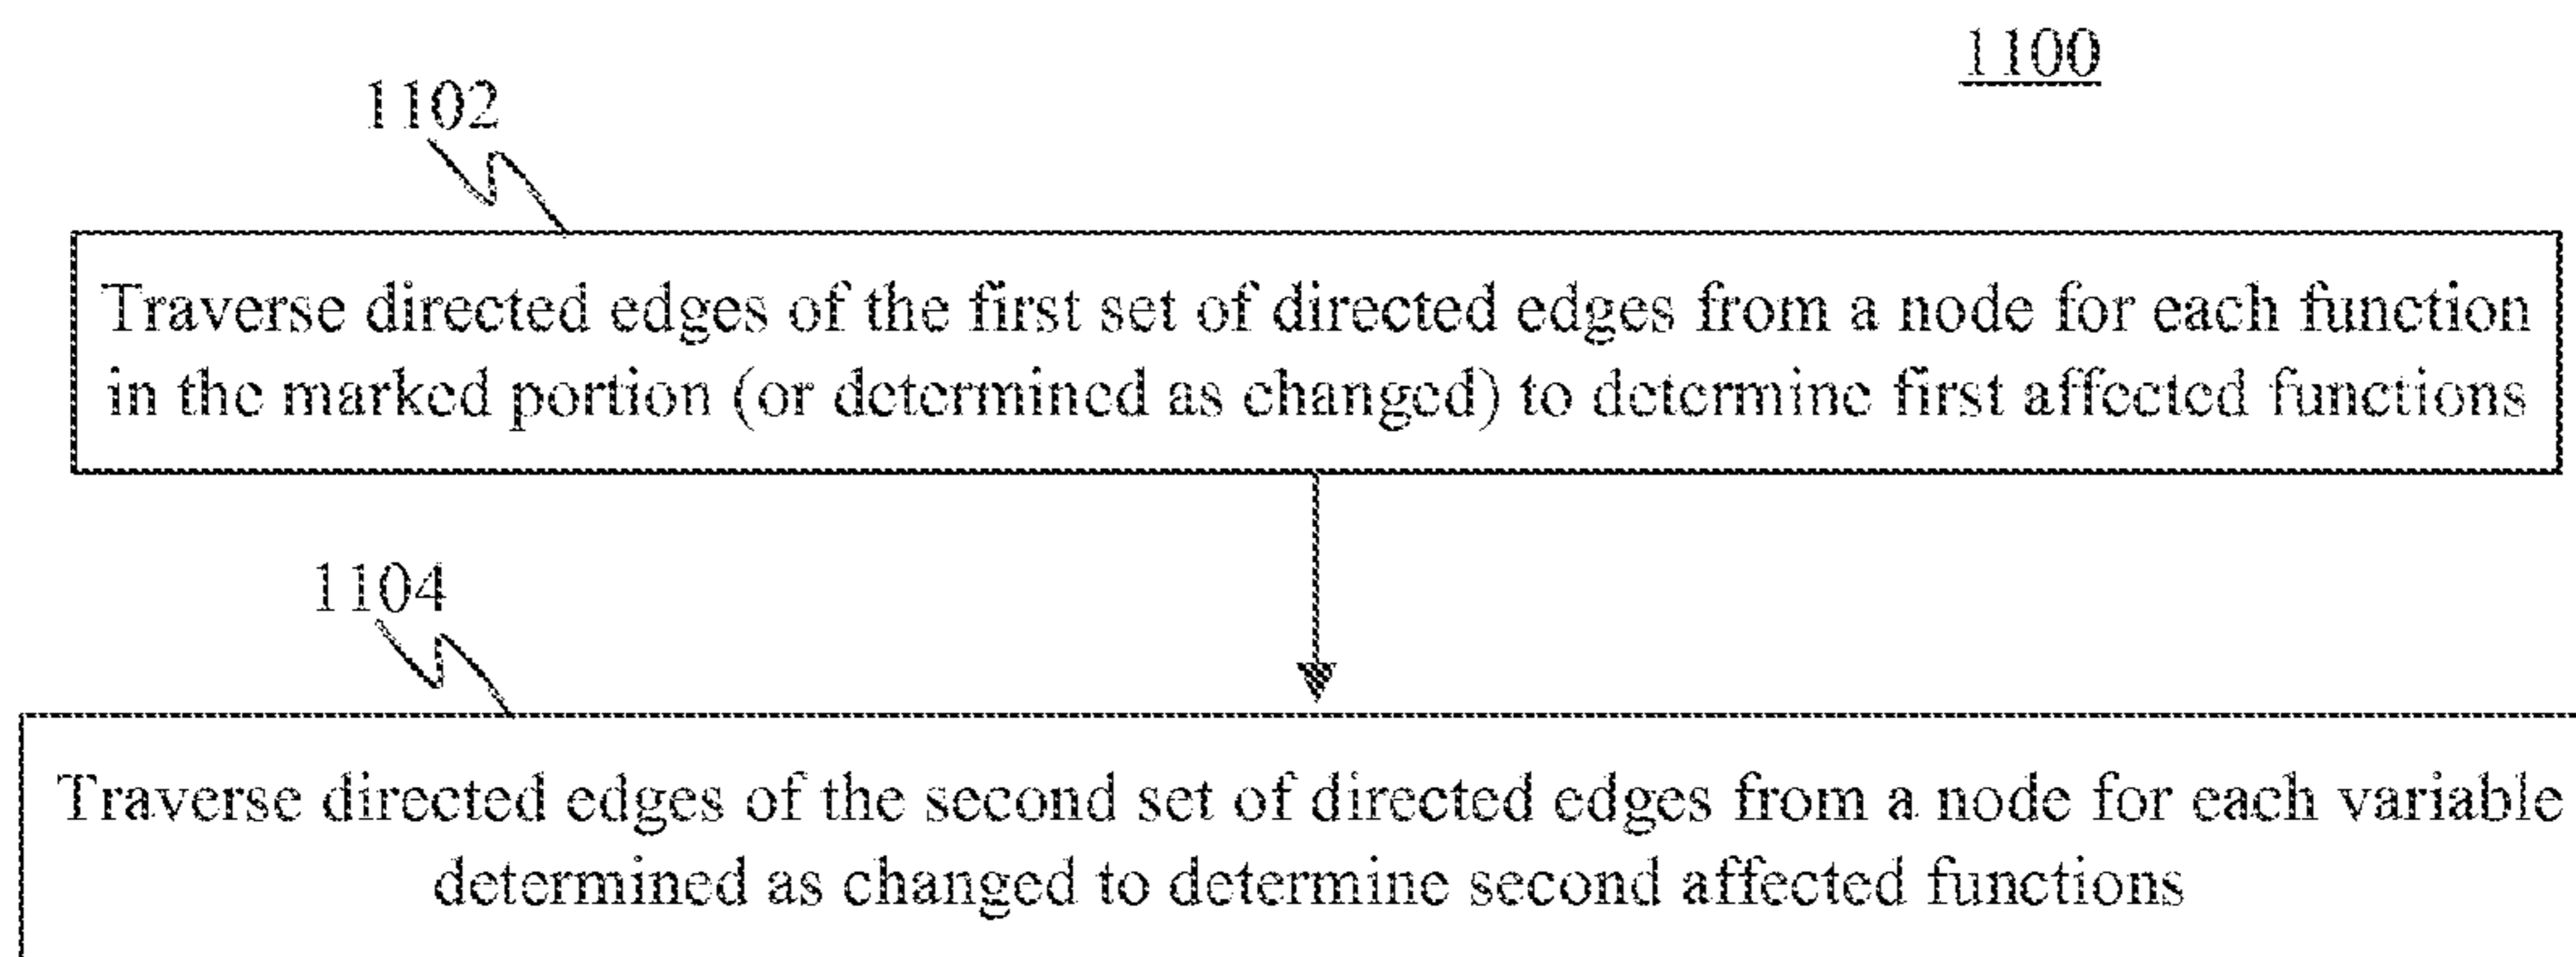 1100
1102
Traverse directed edges of the first set of directed edges from a node for each function
in the marked portion (or determined as changed) to determine first affected functions
1104
Traverse directed edges of the second set of directed edges from a node for each variable
determined as changed to determine second affected functions